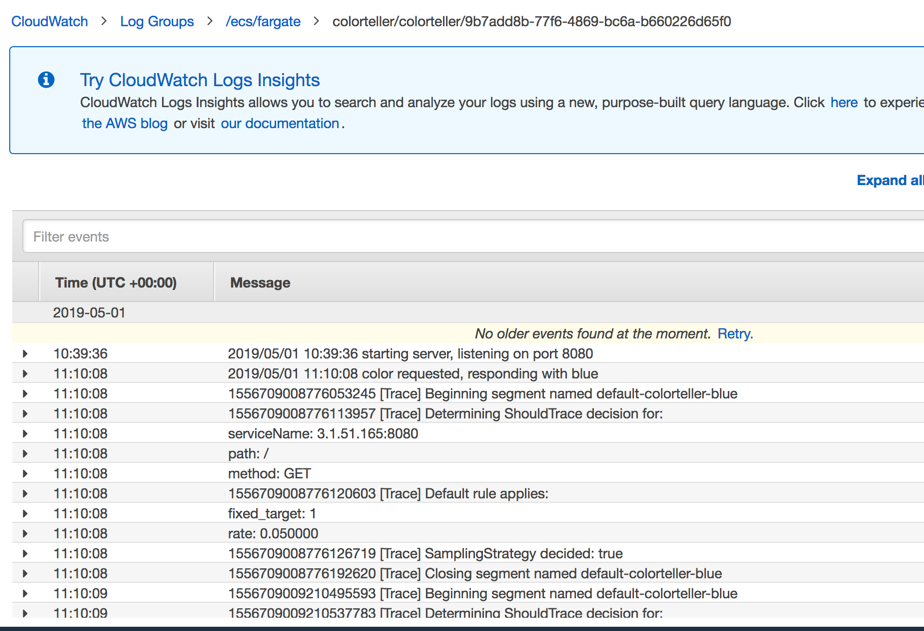 CloudWatch > Log Groups > /ecs/fargate > colorteller/colorteller/9b7add8b-77f6-4869-bc6a-b660226d65f0
Try CloudWatch Logs Insights
CloudWatch Logs Insights allows you to search and analyze your logs using a new, purpose-built query language. Click here to experie
the AWS blog or visit our documentation.
Expand all
Filter events
Time (UTC +00:00) Message
2019-05-01
No older events found at the moment. Retry.
10:39:36 2019/05/01 10:39:36 starting server, listening on port 8080
11:10:08 2019/05/01 11:10:08 color requested, responding with blue
11:10:08 1556709008776053245 [Trace] Beginning segment named default-colorteller-blue
11:10:08 1556709008776113957 [Trace] Determining ShouldTrace decision for:
11:10:08 serviceName: 3.1.51.165:8080
11:10:08 path: /
11:10:08 method: GET
11:10:08 1556709008776120603 [Trace] Default rule applies:
11:10:08 fixed_target: 1
11:10:08 rate: 0.050000
11:10:08 1556709008776126719 [Trace] SamplingStrategy decided: true
11:10:08 1556709008776192620 [Trace] Closing segment named default-colorteller-blue
11:10:09 1556709009210495593 [Trace] Beginning segment named default-colorteller-blue
11:10:09 1556709009210537783 [Trace] Determining ShouldTrace decision for: